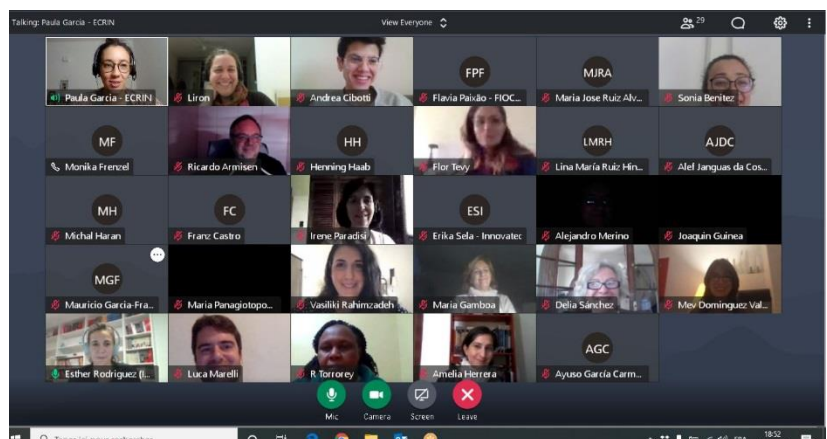 Talking: Paula Garcia - ECRIN
View Everyone
29
Paula Garcia - ECRIN
Liron
Andrea Cibotti
FPF
Flavia Paixão - FIOC...
MJRA
Maria Jose Ruiz Alv...
Sonia Benitez
MF
Monika Frenzel
Ricardo Armisen
HH
Henning Haab
Flor Tevy
LMRH
Lina María Ruiz Hin...
AJDC
Alef Janguas da Cos...
MH
Michal Haran
FC
Franz Castro
Irene Paradisi
ESI
Erika Sela - Innovatec
Alejandro Merino
Joaquin Guinea
MGF
Mauricio Garcia-Fra...
Maria Panagiotopo...
Vasiliki Rahimzadeh
Maria Gamboa
Delia Sánchez
Mev Dominguez Val...
Esther Rodriguez (I...
Luca Marelli
R Torrorey
Amelia Herrera
AGC
Ayuso García Carm...
Mic
Camera
Screen
Leave
18:52